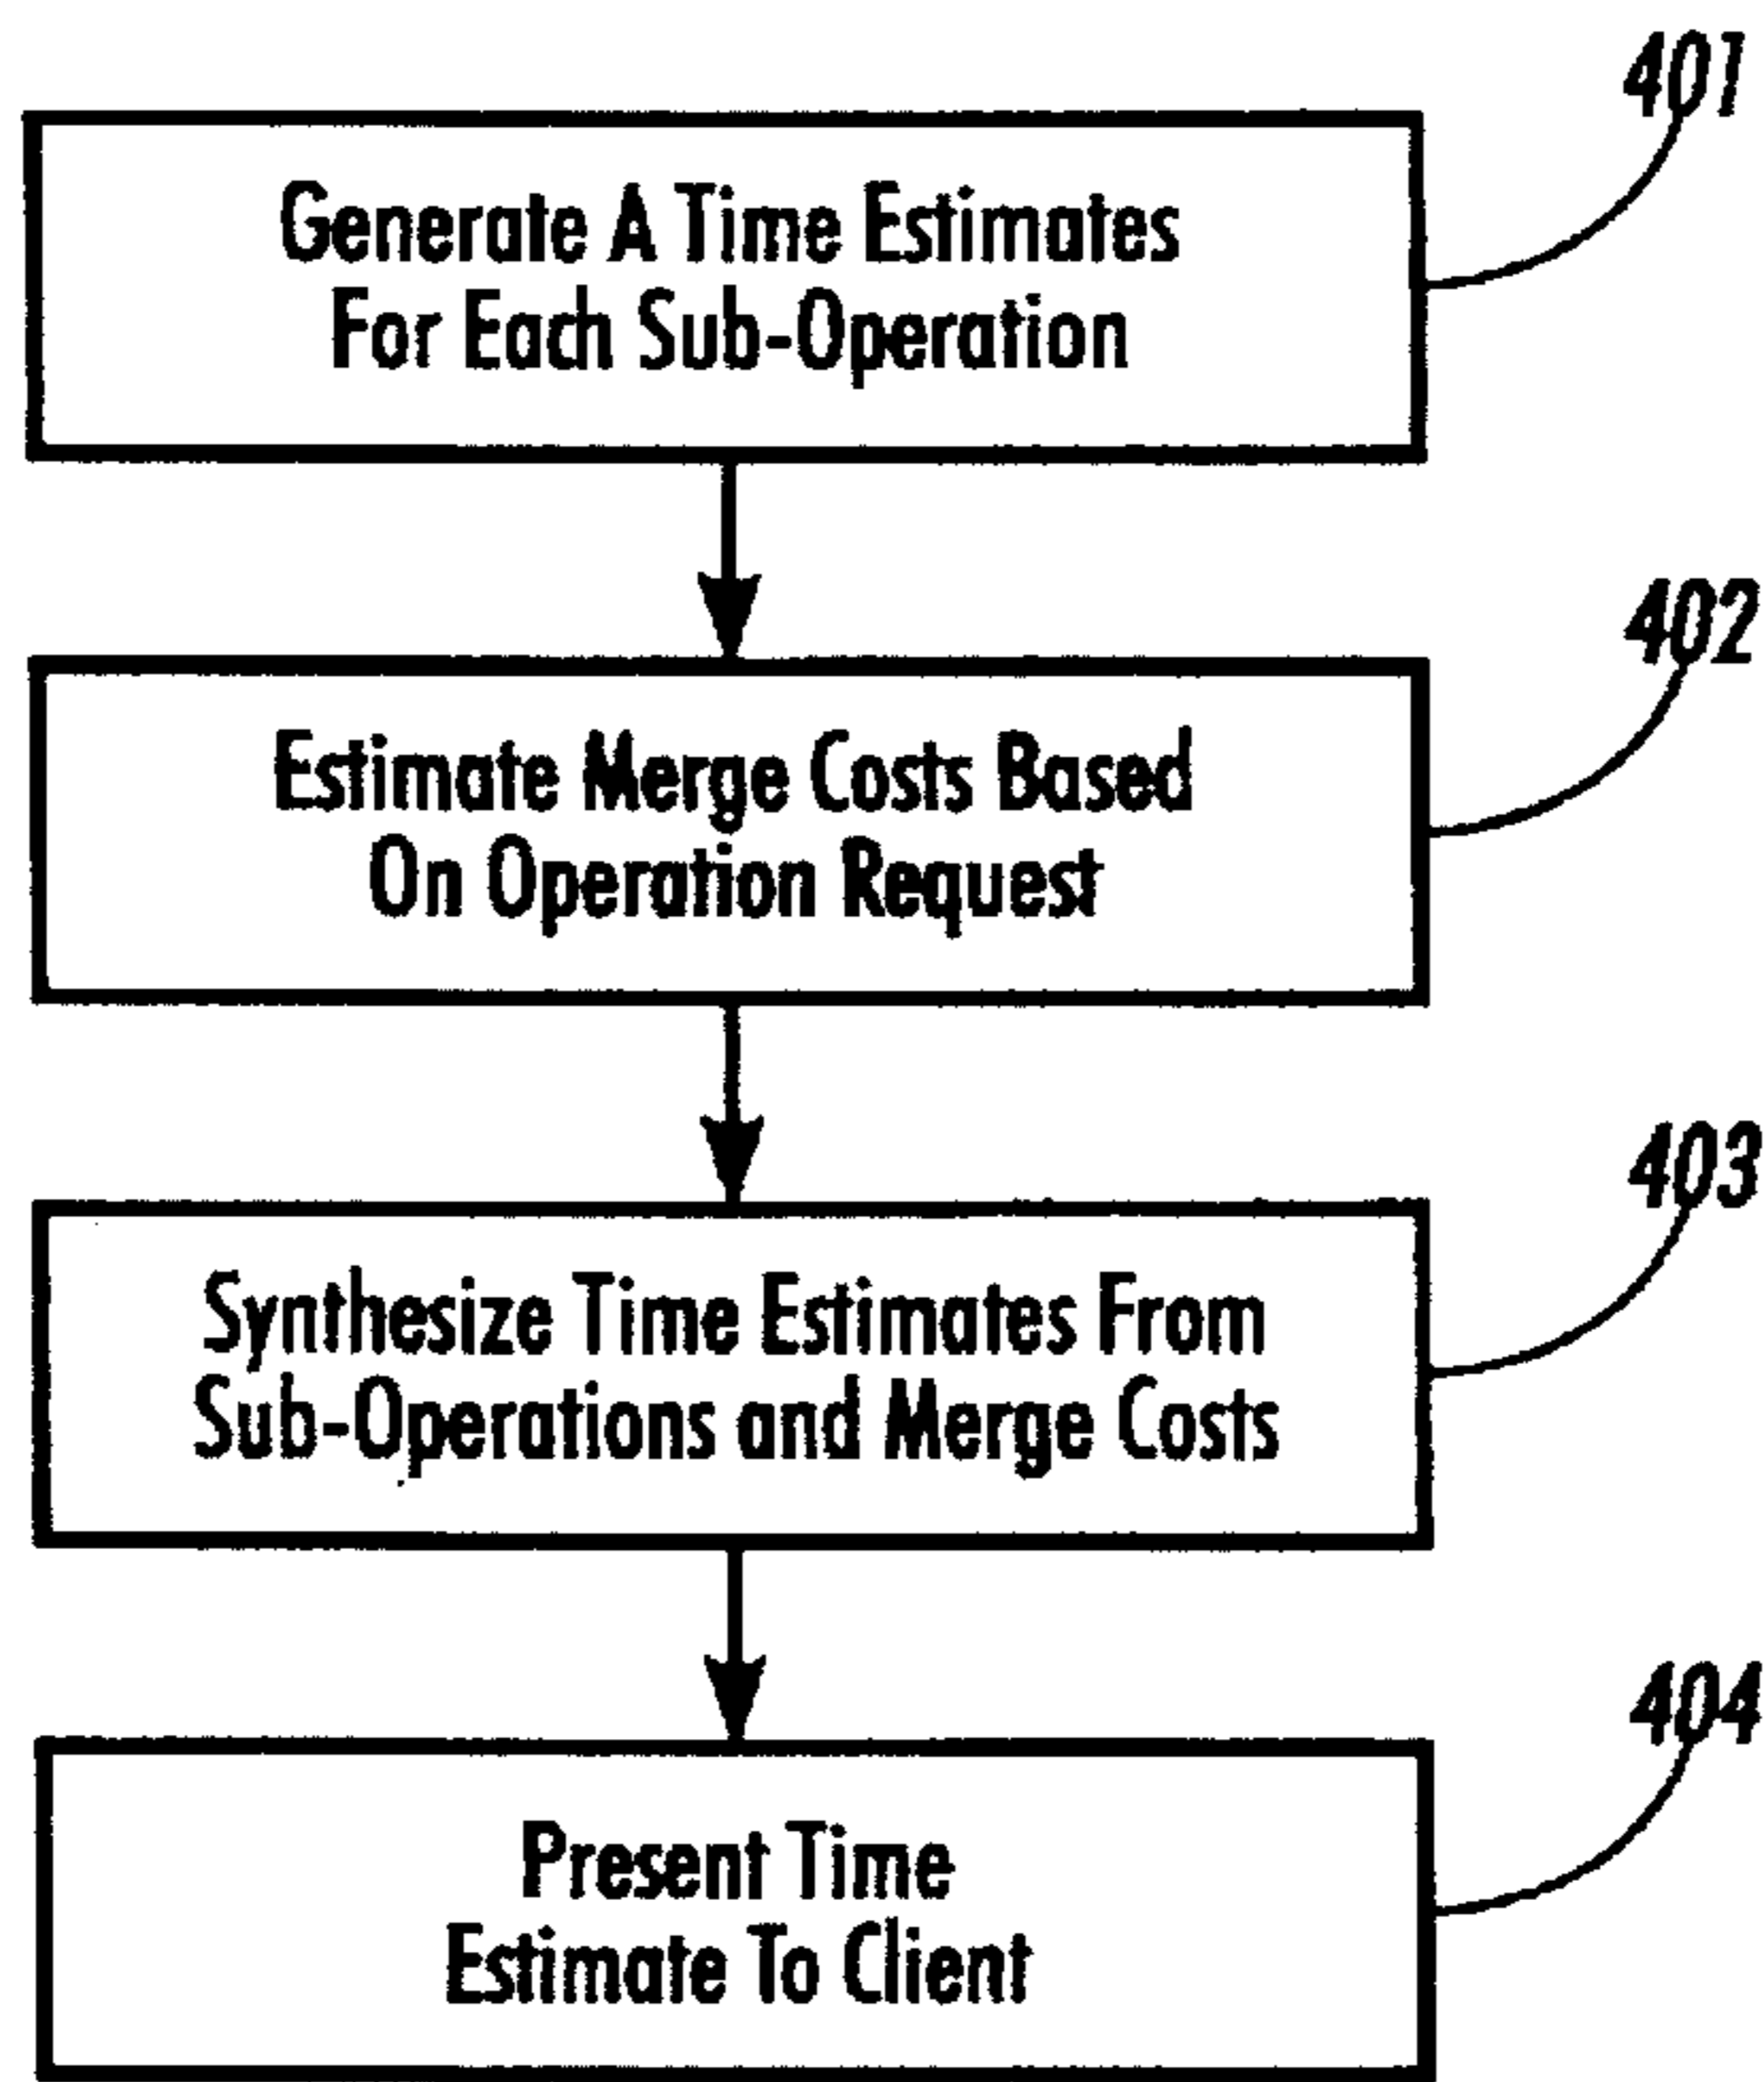 401
Generate A Time Estimates
For Each Sub-Operation
402
Estimate Merge Costs Based
On Operation Request
403
Synthesize Time Estimates From
Sub-Operations and Merge Costs
404
Present Time
Estimate To Client